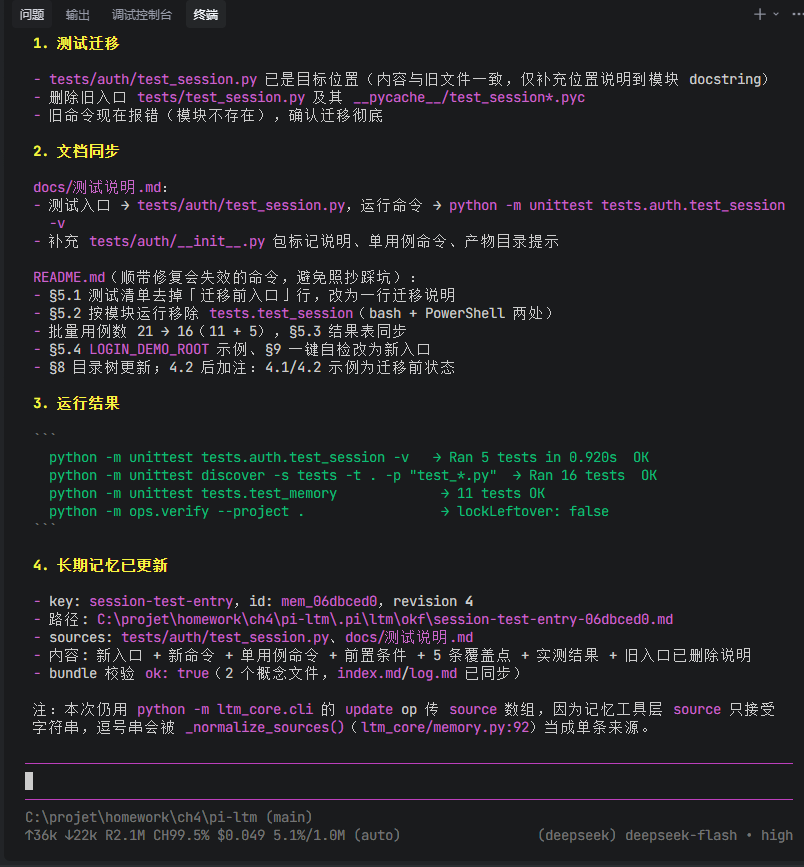 问题 输出 调试控制台 终端
1. 测试迁移
- tests/auth/test_session.py 已是目标位置（内容与旧文件一致，仅补充位置说明到模块 docstring）
- 删除旧入口 tests/test_session.py 及其 __pycache__/test_session*.pyc
- 旧命令现在报错（模块不存在），确认迁移彻底
2. 文档同步
docs/测试说明.md：
- 测试入口 → tests/auth/test_session.py，运行命令 → python -m unittest tests.auth.test_session
-v
- 补充 tests/auth/__init__.py 包标记说明、单用例命令、产物目录提示
README.md（顺带修复会失效的命令，避免照抄踩坑）：
- §5.1 测试清单去掉「迁移前入口」行，改为一行迁移说明
- §5.2 按模块运行移除 tests.test_session（bash + PowerShell 两处）
- 批量用例数 21 → 16（11 + 5），§5.3 结果表同步
- §5.4 LOGIN_DEMO_ROOT 示例、§9 一键自检改为新入口
- §8 目录树更新；4.2 后加注：4.1/4.2 示例为迁移前状态
3. 运行结果
```
python -m unittest tests.auth.test_session -v → Ran 5 tests in 0.920s OK
python -m unittest discover -s tests -t . -p "test_*.py" → Ran 16 tests OK
python -m unittest tests.test_memory → 11 tests OK
python -m ops.verify --project . → lockLeftover: false
```
4. 长期记忆已更新
- key: session-test-entry，id: mem_06dbced0，revision 4
- 路径：C:\projet\homework\ch4\pi-ltm\.pi\ltm\okf\session-test-entry-06dbced0.md
- sources: tests/auth/test_session.py、docs/测试说明.md
- 内容：新入口 + 新命令 + 单用例命令 + 前置条件 + 5 条覆盖点 + 实测结果 + 旧入口已删除说明
- bundle 校验 ok: true（2 个概念文件，index.md/log.md 已同步）
注：本次仍用 python -m ltm_core.cli 的 update op 传 source 数组，因为记忆工具层 source 只接受
字符串，逗号串会被 _normalize_sources()（ltm_core/memory.py:92）当成单条来源。
C:\projet\homework\ch4\pi-ltm (main)
↑36k ↓22k R2.1M CH99.5% $0.049 5.1%/1.0M (auto) (deepseek) deepseek-flash • high